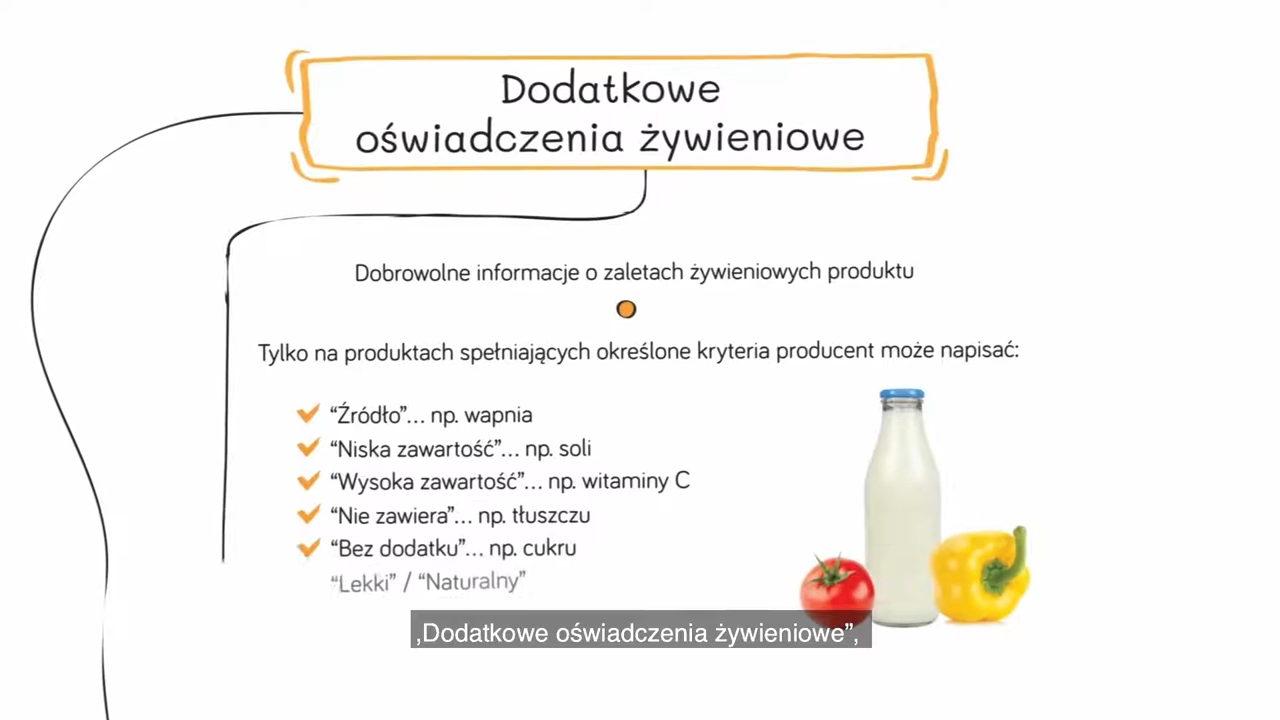 Dodatkowe
oświadczenia żywieniowe
Dobrowolne informacje o zaletach żywieniowych produktu
Tylko na produktach spełniających określone kryteria producent może napisać:
“Źródło”... np. wapnia
“Niska zawartość”... np. soli
“Wysoka zawartość”... np. witaminy C
“Nie zawiera”... np. tłuszczu
“Bez dodatku”... np. cukru
“Lekki” / “Naturalny”
‚Dodatkowe oświadczenia żywieniowe”,